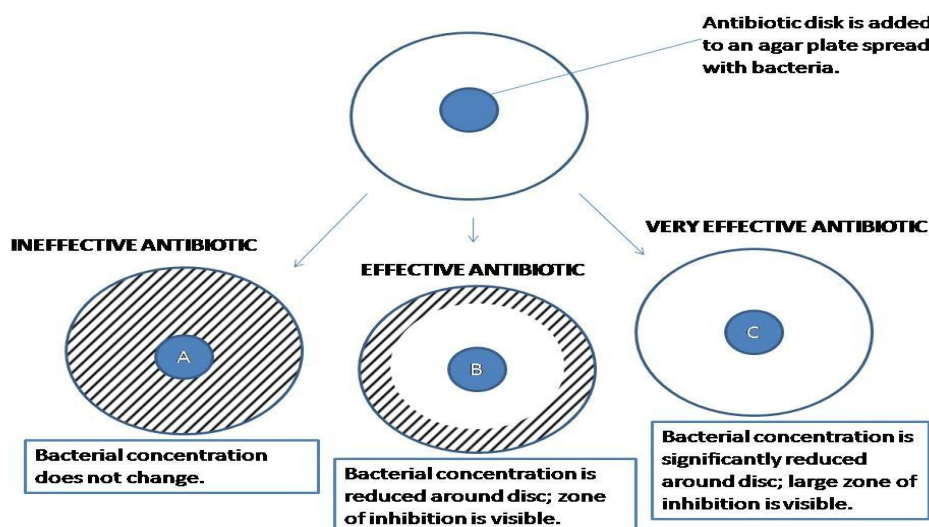 Antibiotic disk is added
to an agar plate spread
with bacteria.
INEFFECTIVE ANTIBIOTIC
EFFECTIVE ANTIBIOTIC
VERY EFFECTIVE ANTIBIOTIC
A
B
C
Bacterial concentration
does not change.
Bacterial concentration is
reduced around disc; zone
of inhibition is visible.
Bacterial concentration is
significantly reduced
around disc; large zone of
inhibition is visible.